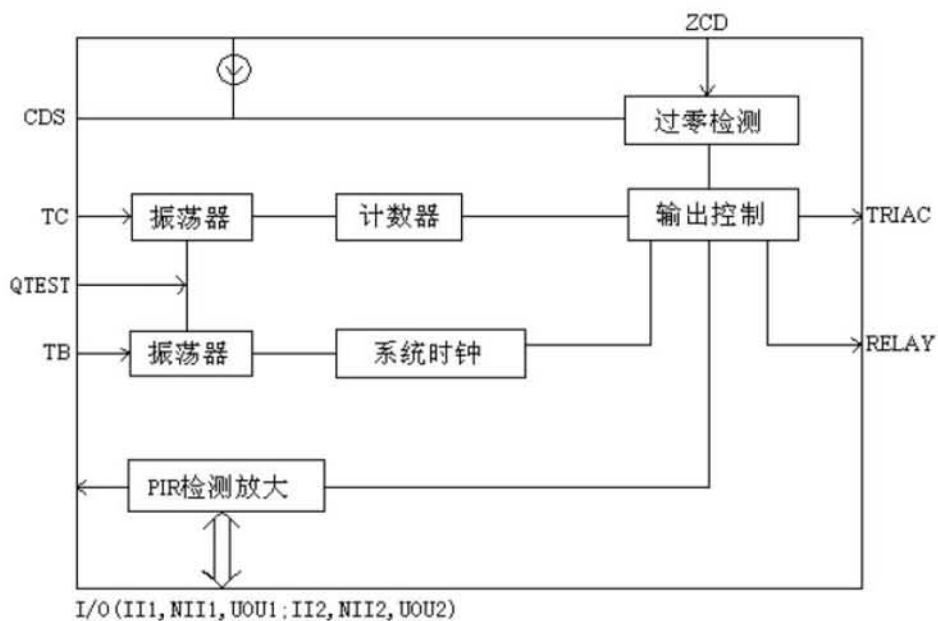 ZCD
CDS
过零检测
TC
振荡器
计数器
输出控制
TRIAC
QTEST
TB
振荡器
系统时钟
RELAY
PIR检测放大
I/O(II1,NII1,UOU1;II2,NII2,UOU2)